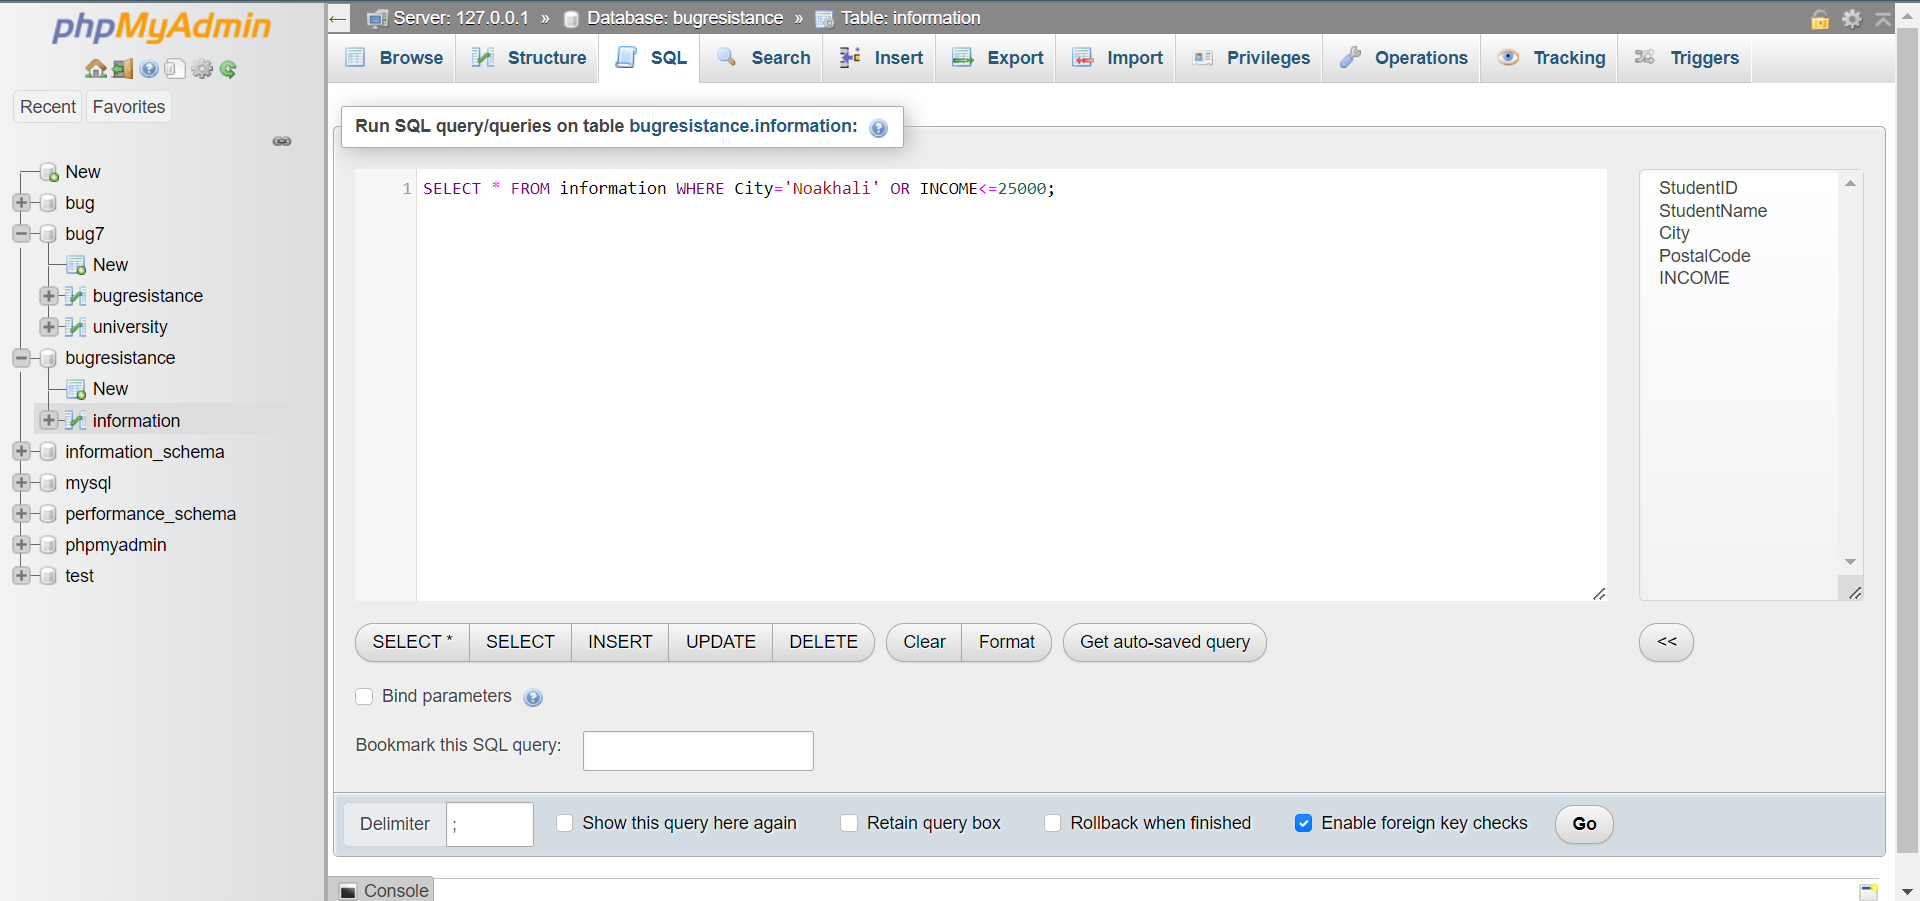 phpMyAdmin
Recent
Favorites
New
bug
bug7
New
bugresistance
university
bugresistance
New
information
information_schema
mysql
performance_schema
phpmyadmin
test
← Server: 127.0.0.1 » Database: bugresistance » Table: information
Browse Structure SQL Search Insert Export Import Privileges Operations Tracking Triggers
Run SQL query/queries on table bugresistance.information:
1 SELECT * FROM information WHERE City='Noakhali' OR INCOME<=25000;
StudentID
StudentName
City
PostalCode
INCOME
SELECT * SELECT INSERT UPDATE DELETE Clear Format Get auto-saved query <<
Bind parameters
Bookmark this SQL query:
Delimiter ; Show this query here again Retain query box Rollback when finished Enable foreign key checks Go
Console